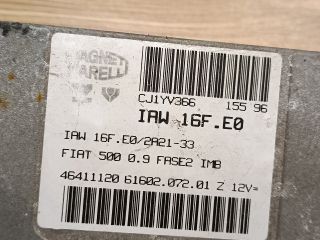 MAGNETI
MARELLI
CJ1YV366 155 96
IAW 16F.E0
IAW 16F.E0/2A21-33
FIAT 500 0.9 FASE2 IMB
46411120 61602.072.01 Z 12V=